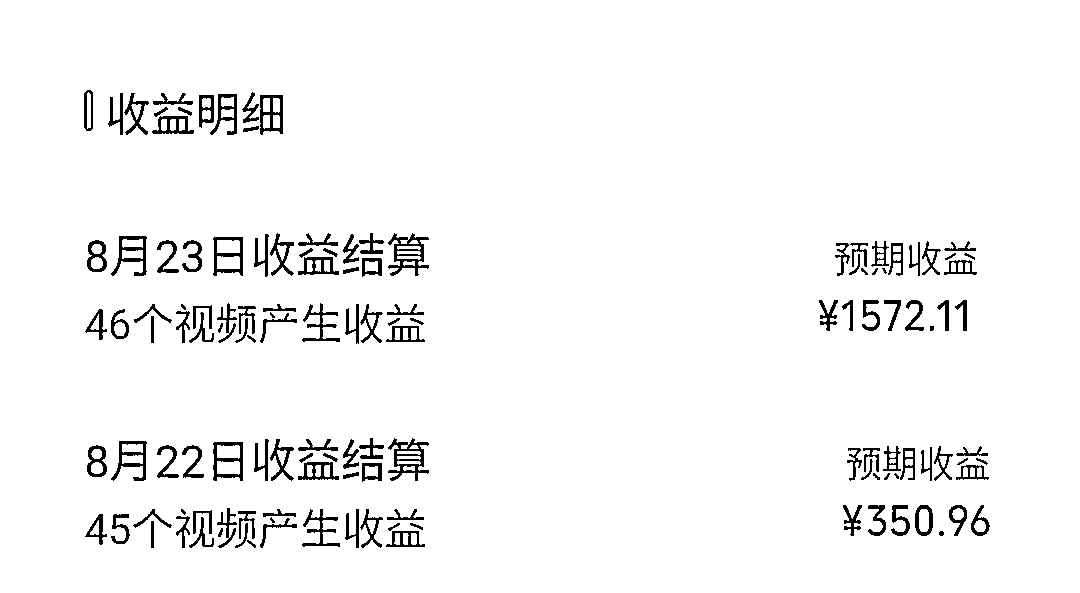 收益明细
8月23日收益结算
预期收益
46个视频产生收益
¥1572.11
8月22日收益结算
预期收益
45个视频产生收益
¥350.96